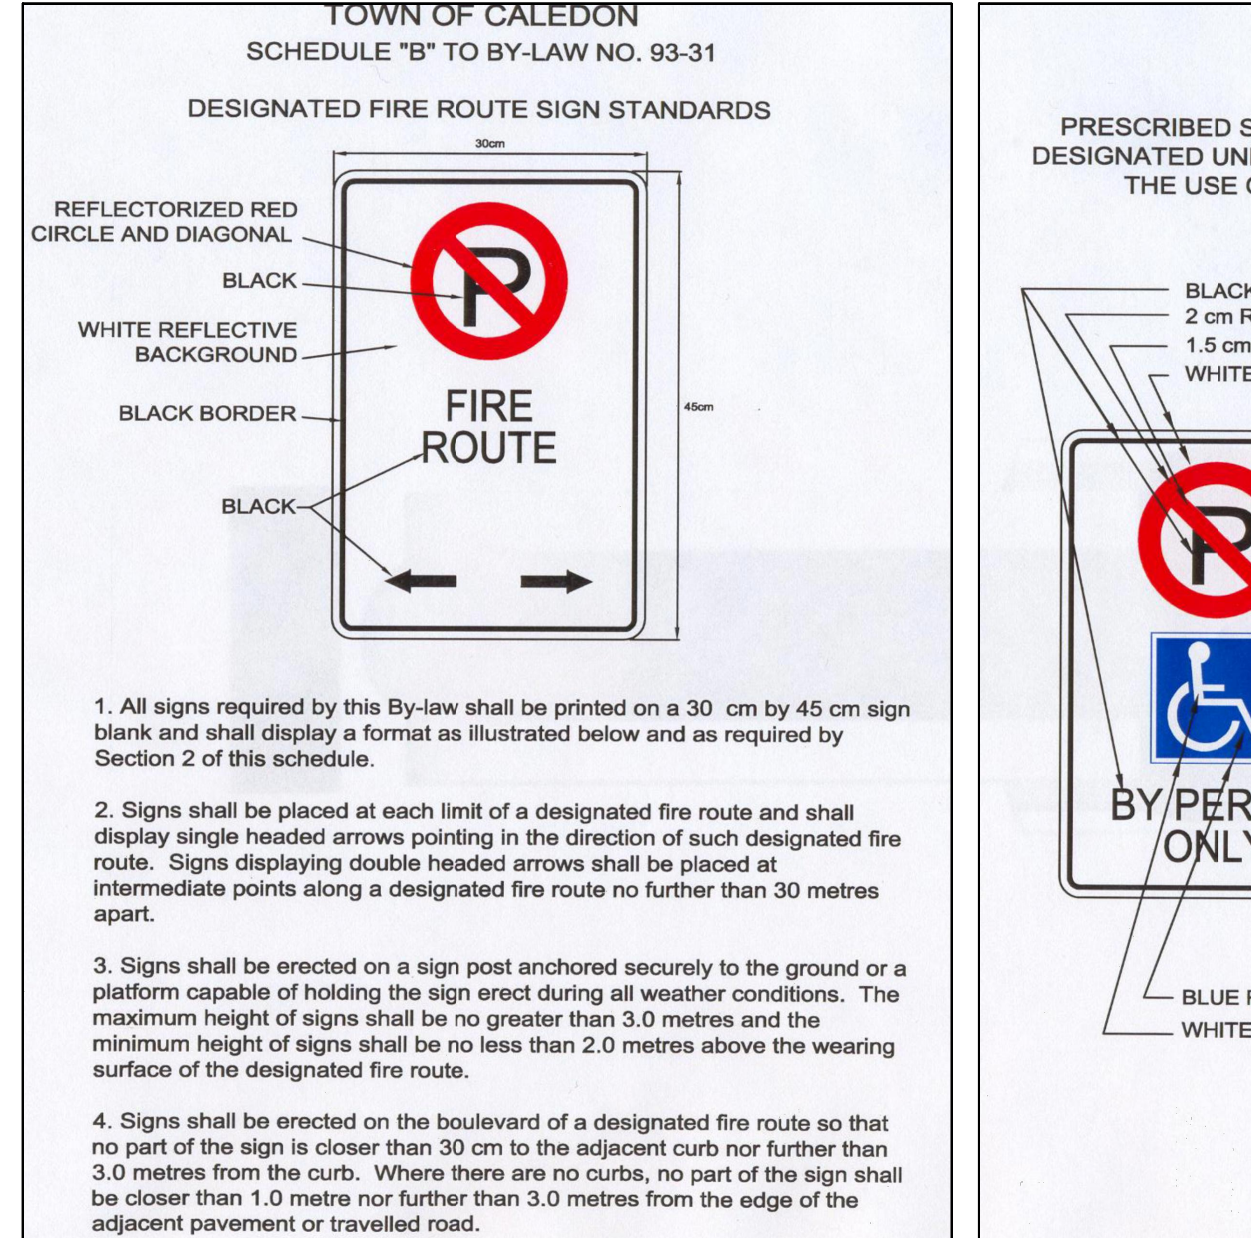 TOWN OF CALEDON
SCHEDULE "B" TO BY-LAW NO. 93-31
DESIGNATED FIRE ROUTE SIGN STANDARDS
30cm
REFLECTORIZED RED
CIRCLE AND DIAGONAL
P
BLACK
WHITE REFLECTIVE
BACKGROUND
BLACK BORDER
FIRE
ROUTE
45cm
BLACK
1. All signs required by this By-law shall be printed on a 30 cm by 45 cm sign
blank and shall display a format as illustrated below and as required by
Section 2 of this schedule.
2. Signs shall be placed at each limit of a designated fire route and shall
display single headed arrows pointing in the direction of such designated fire
route. Signs displaying double headed arrows shall be placed at
intermediate points along a designated fire route no further than 30 metres
apart.
3. Signs shall be erected on a sign post anchored securely to the ground or a
platform capable of holding the sign erect during all weather conditions. The
maximum height of signs shall be no greater than 3.0 metres and the
minimum height of signs shall be no less than 2.0 metres above the wearing
surface of the designated fire route.
4. Signs shall be erected on the boulevard of a designated fire route so that
no part of the sign is closer than 30 cm to the adjacent curb nor further than
3.0 metres from the curb. Where there are no curbs, no part of the sign shall
be closer than 1.0 metre nor further than 3.0 metres from the edge of the
adjacent pavement or travelled road.
PRESCRIBED
DESIGNATED
THE USE
BLACK
2 cm
1.5 cm
WHITE
P
BY
ONLY
BLUE
WHITE